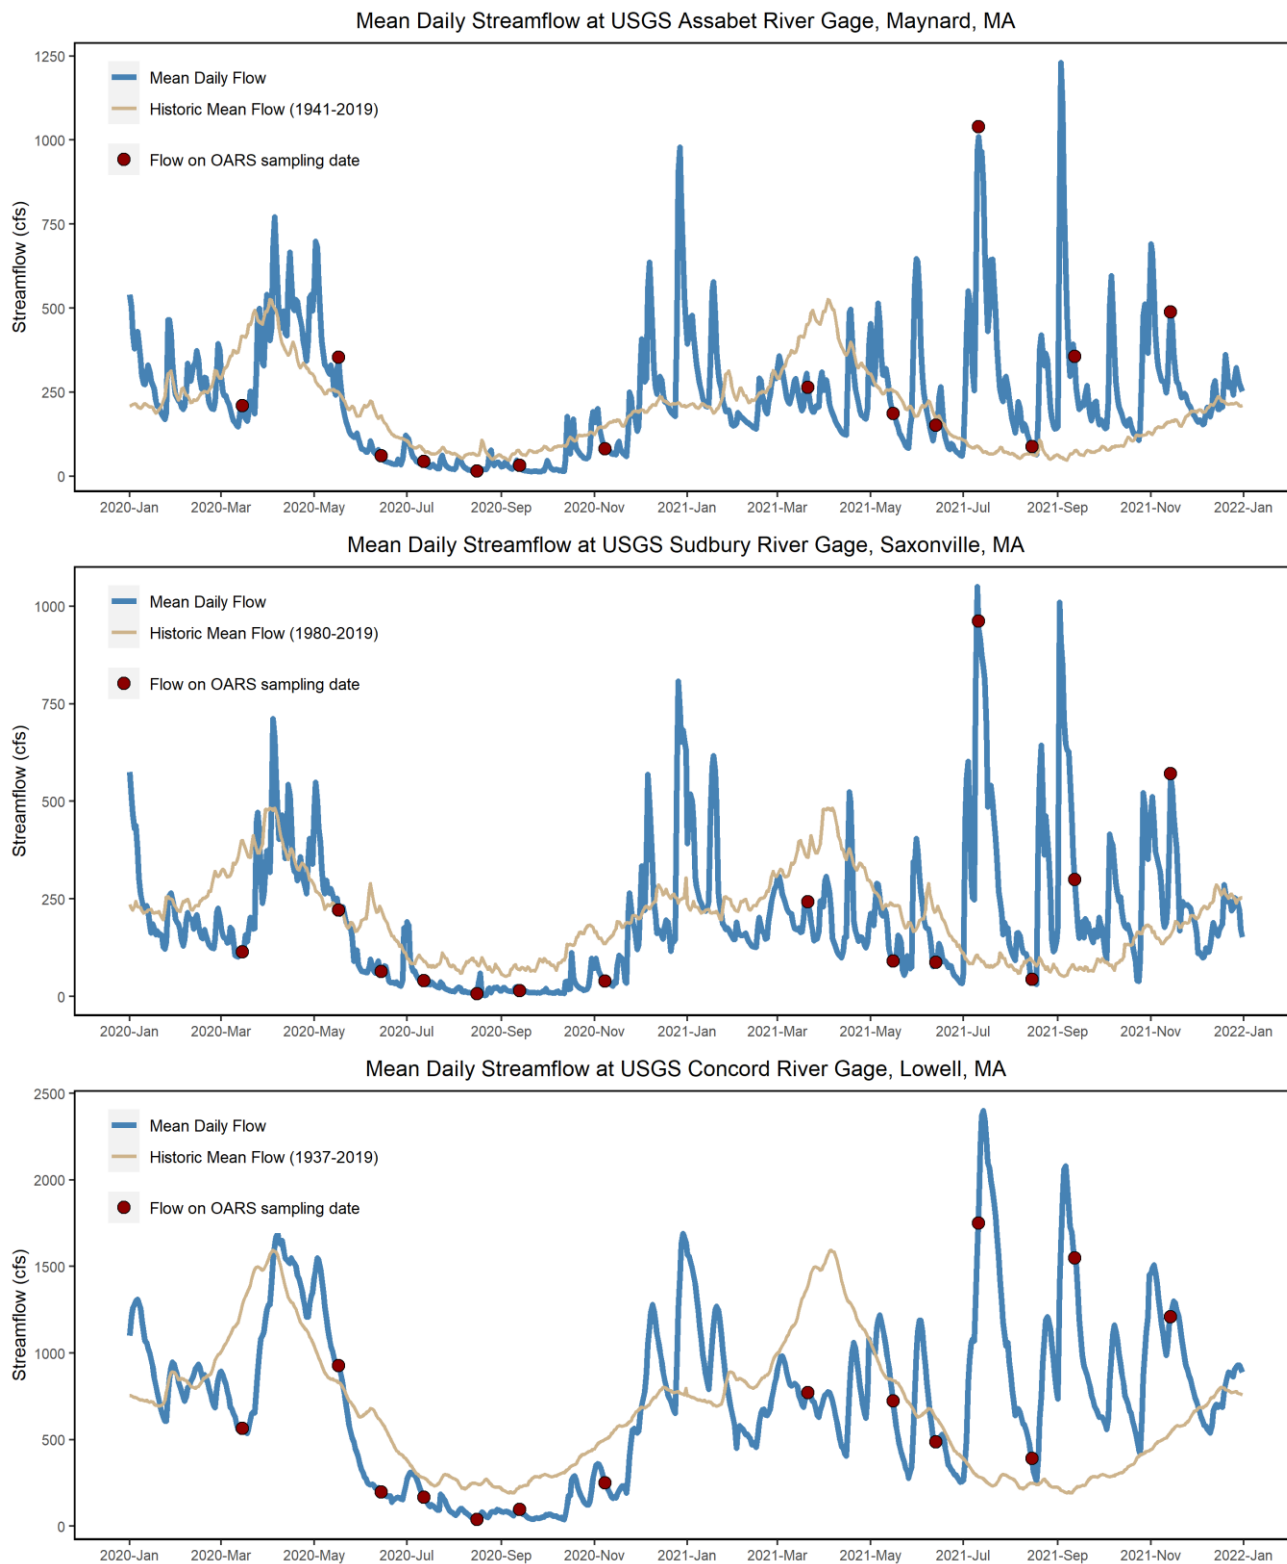 Mean Daily Streamflow at USGS Assabet River Gage, Maynard, MA
1250
Mean Daily Flow
Historic Mean Flow (1941-2019)
1000
Flow on OARS sampling date
750
Streamflow (cfs)
500
250
0
2020-Jan 2020-Mar 2020-May 2020-Jul 2020-Sep 2020-Nov 2021-Jan 2021-Mar 2021-May 2021-Jul 2021-Sep 2021-Nov 2022-Jan
Mean Daily Streamflow at USGS Sudbury River Gage, Saxonville, MA
Mean Daily Flow
1000
Historic Mean Flow (1980-2019)
Flow on OARS sampling date
750
Streamflow (cfs)
500
250
0
2020-Jan 2020-Mar 2020-May 2020-Jul 2020-Sep 2020-Nov 2021-Jan 2021-Mar 2021-May 2021-Jul 2021-Sep 2021-Nov 2022-Jan
Mean Daily Streamflow at USGS Concord River Gage, Lowell, MA
2500
Mean Daily Flow
Historic Mean Flow (1937-2019)
2000
Flow on OARS sampling date
1500
Streamflow (cfs)
1000
500
0
2020-Jan 2020-Mar 2020-May 2020-Jul 2020-Sep 2020-Nov 2021-Jan 2021-Mar 2021-May 2021-Jul 2021-Sep 2021-Nov 2022-Jan